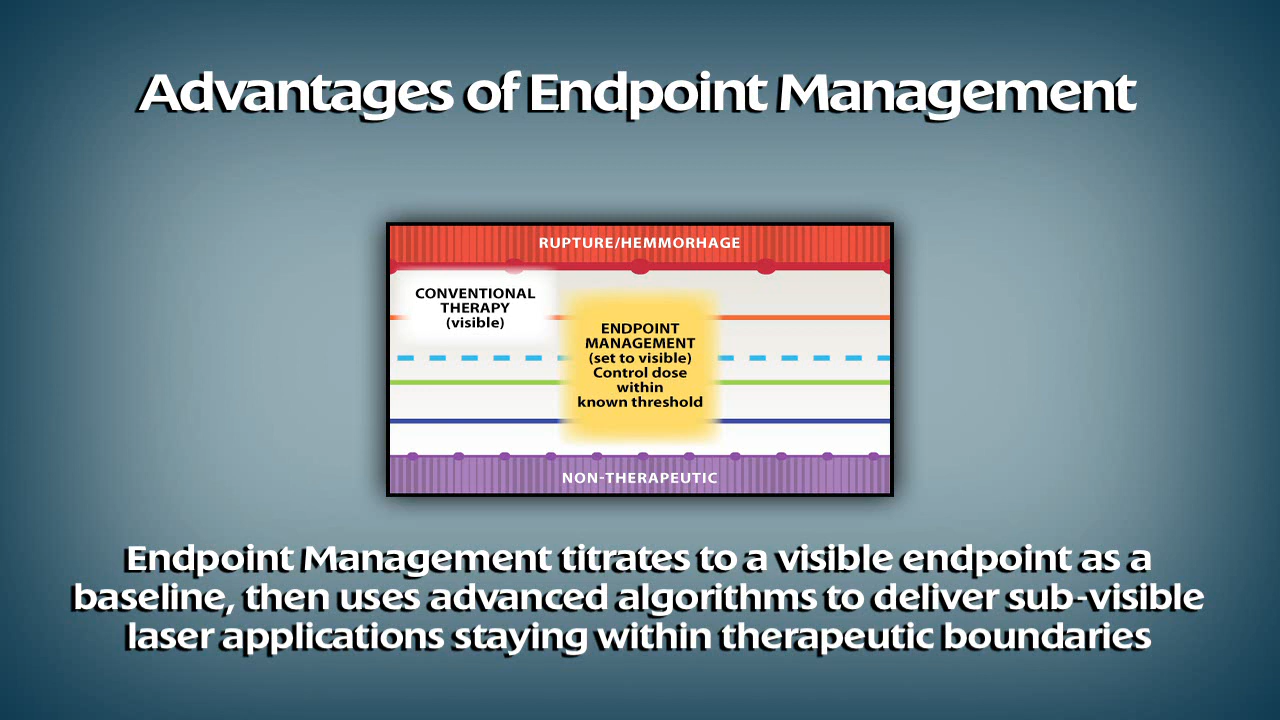 Advantages of Endpoint Management
RUPTURE/HEMMORHAGE
CONVENTIONAL
THERAPY
(visible)
ENDPOINT
MANAGEMENT
(set to visible)
Control dose
within
known threshold
NON-THERAPEUTIC
Endpoint Management titrates to a visible endpoint as a
baseline, then uses advanced algorithms to deliver sub-visible
laser applications staying within therapeutic boundaries